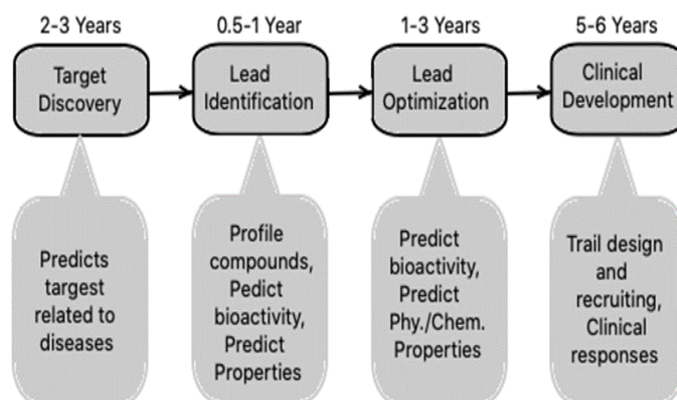 2-3 Years
0.5-1 Year
1-3 Years
5-6 Years
Target
Discovery
Lead
Identification
Lead
Optimization
Clinical
Development
Predicts
targest
related to
diseases
Profile
compounds,
Pedict
bioactivity,
Predict
Properties
Predict
bioactivity,
Predict
Phy./Chem.
Properties
Trail design
and
recruiting,
Clinical
responses